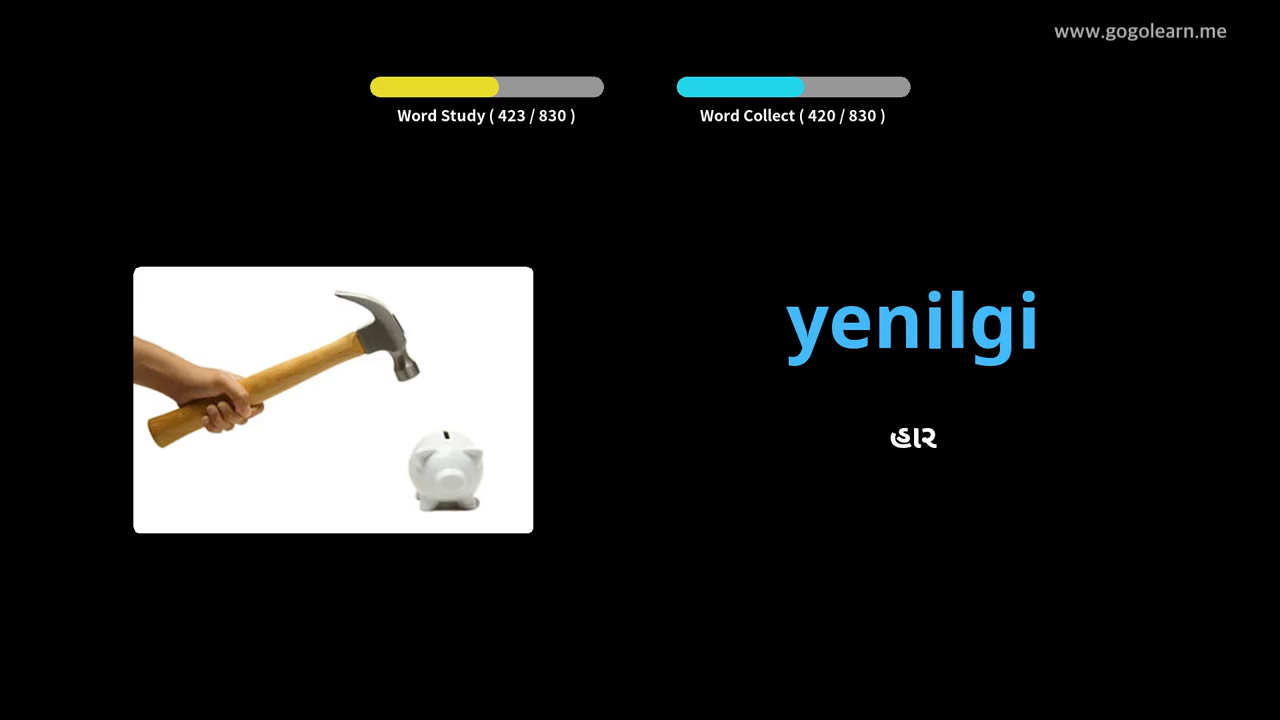 www.gogolearn.me
Word Study ( 423 / 830 )
Word Collect ( 420 / 830 )
yenilgi
હાર